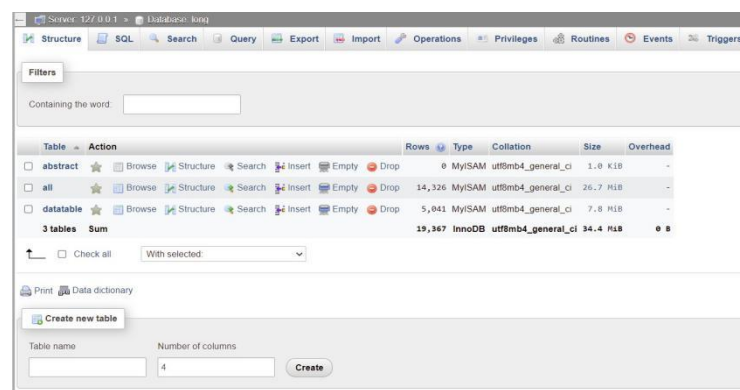 Server: 127.0.0.1 » Database: long
Structure SQL Search Query Export Import Operations Privileges Routines Events Triggers
Filters
Containing the word:
Table Action Rows Type Collation Size Overhead
abstract Browse Structure Search Insert Empty Drop 0 MyISAM utf8mb4_general_ci 1.0 KiB -
all Browse Structure Search Insert Empty Drop 14,326 MyISAM utf8mb4_general_ci 26.7 MiB -
datatable Browse Structure Search Insert Empty Drop 5,041 MyISAM utf8mb4_general_ci 7.8 MiB -
3 tables Sum 19,367 InnoDB utf8mb4_general_ci 34.4 MiB 0 B
Check all With selected:
Print Data dictionary
Create new table
Table name Number of columns
4 Create